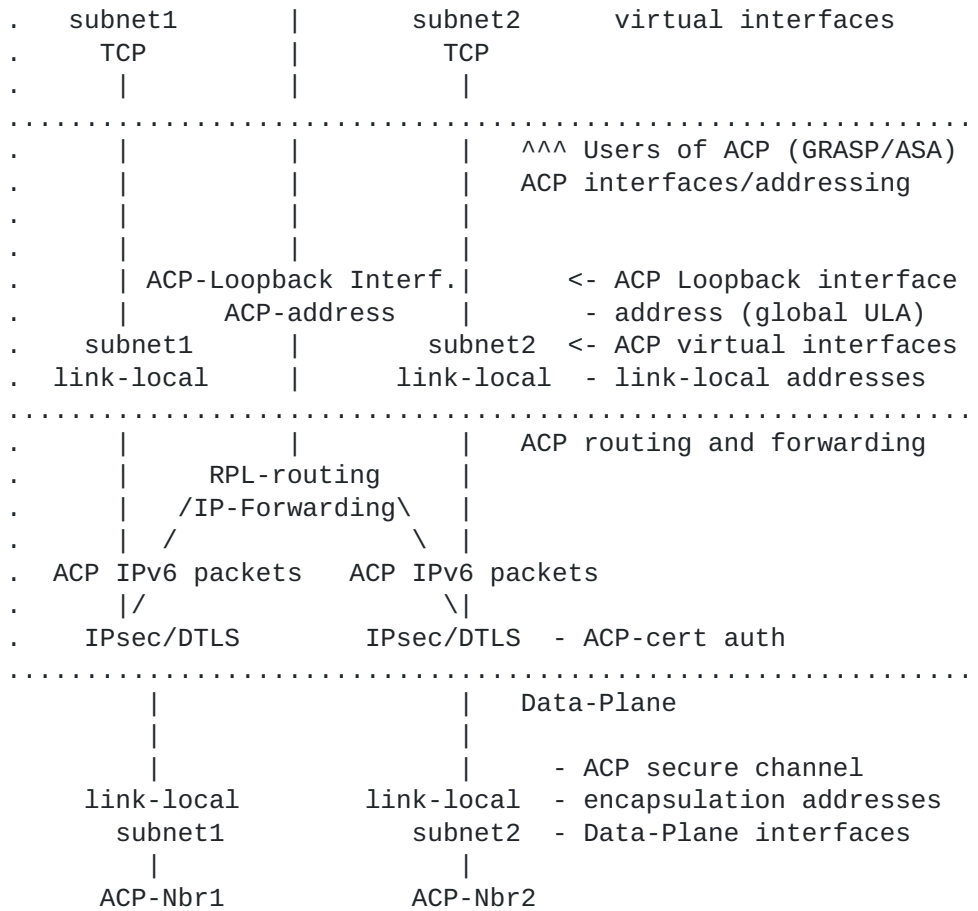 .   subnet1       |       subnet2      virtual interfaces
.     TCP         |         TCP
.      |          |          |
...............................................................
.      |          |          |   ^^^ Users of ACP (GRASP/ASA)
.      |          |          |   ACP interfaces/addressing
.      |          |          |
.      |          |          |
.      | ACP-Loopback Interf.|      <- ACP Loopback interface
.      |      ACP-address    |       - address (global ULA)
.    subnet1      |        subnet2  <- ACP virtual interfaces
.  link-local     |      link-local  - link-local addresses
...............................................................
.      |          |          |   ACP routing and forwarding
.      |     RPL-routing     |
.      |   /IP-Forwarding\   |
.      |  /               \  |
.  ACP IPv6 packets   ACP IPv6 packets
.      |/                   \|
.    IPsec/DTLS        IPsec/DTLS  - ACP-cert auth
...............................................................
         |                   |   Data-Plane
         |                   |
         |                   |     - ACP secure channel
     link-local        link-local  - encapsulation addresses
       subnet1            subnet2  - Data-Plane interfaces
         |                   |
      ACP-Nbr1            ACP-Nbr2